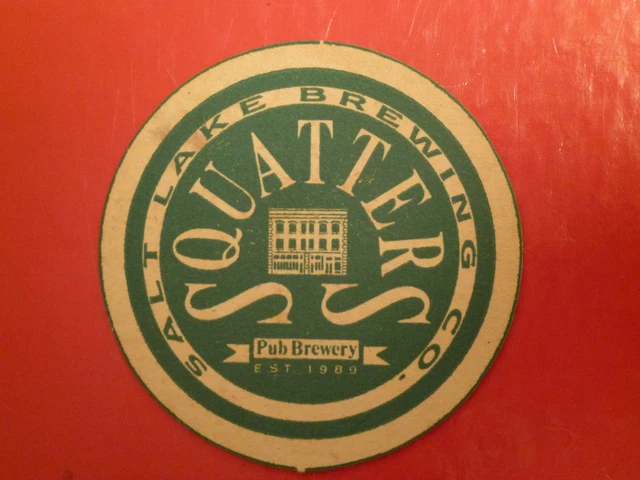 SALT LAKE BREWING CO.
SQUATTERS
Pub Brewery
EST. 1989